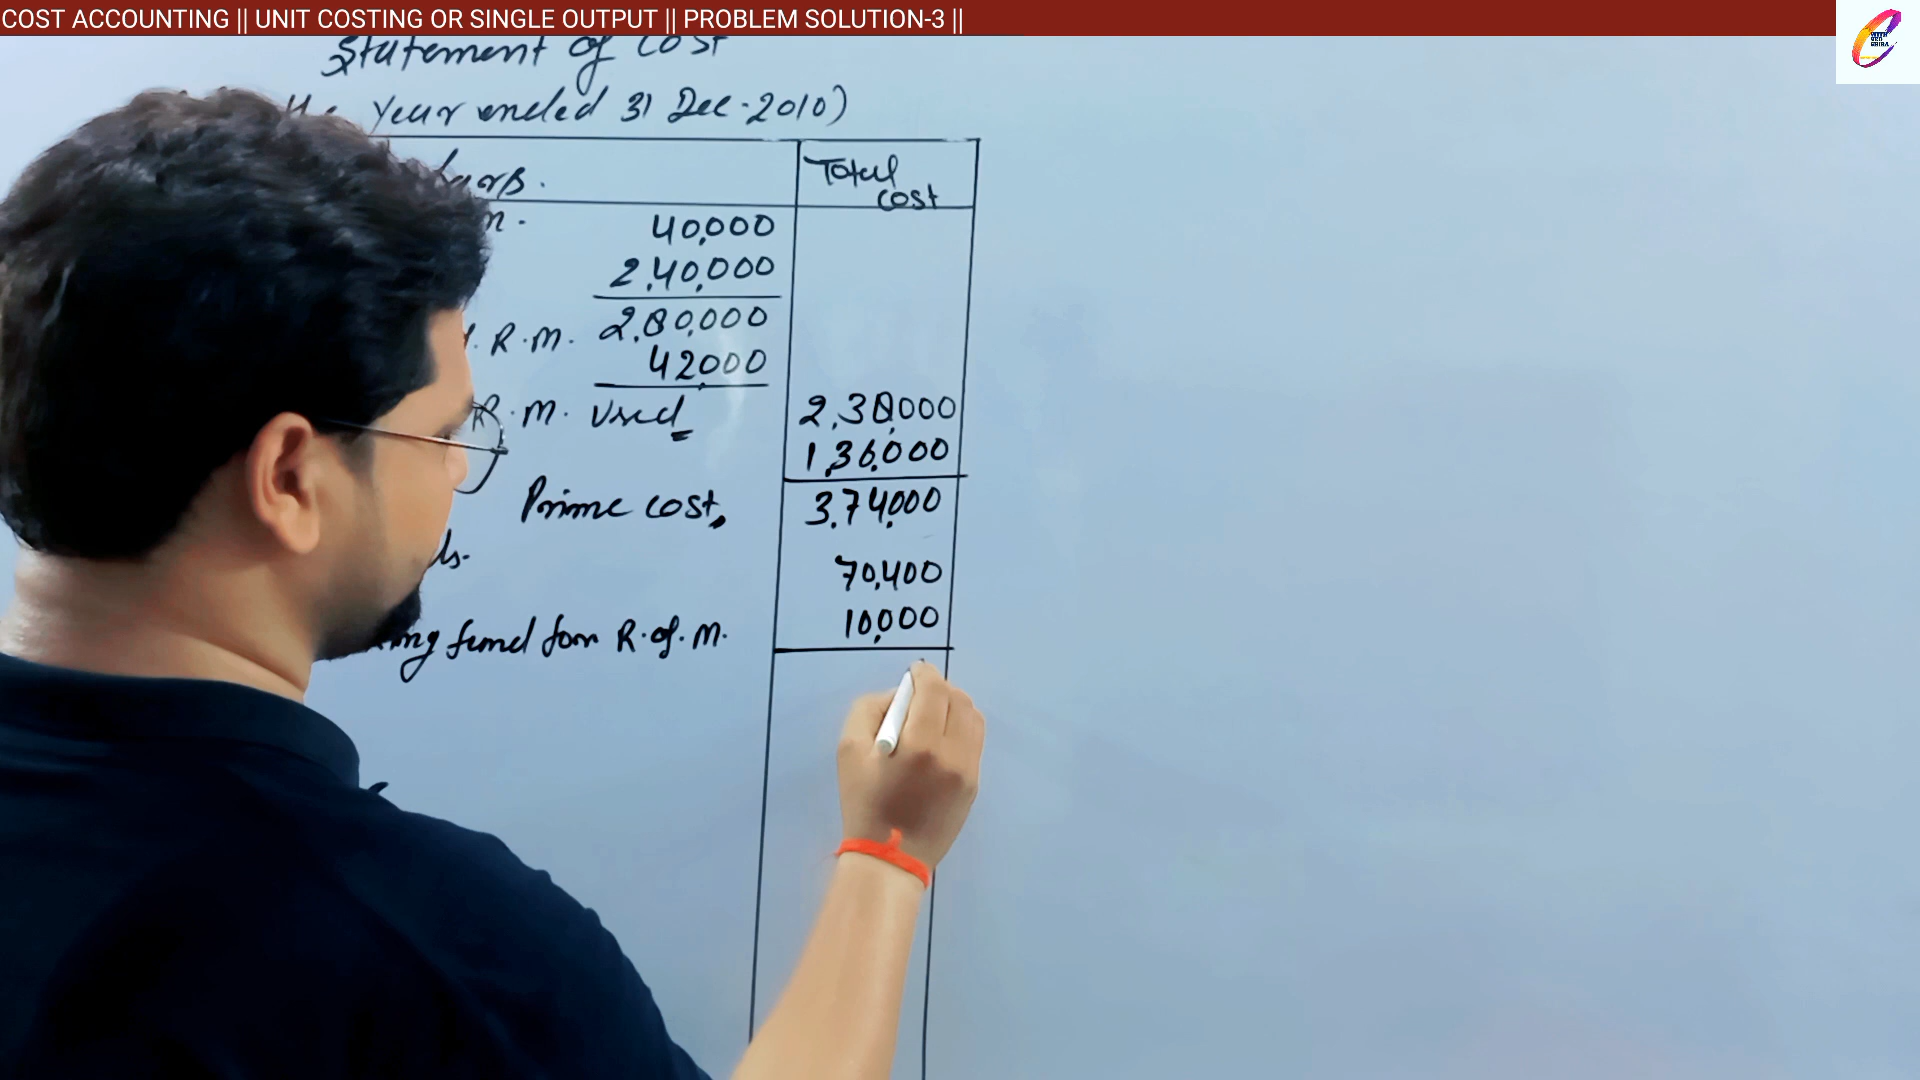 COST ACCOUNTING || UNIT COSTING OR SINGLE OUTPUT || PROBLEM SOLUTION-3 ||
Statement of Cost
Year ended 31 Dec-2010)
Total cost
40,000
2,40,000
2,80,000
R.M.
42000
R.M. Used 2,38,000
1,36,000
Prime cost, 3,74,000
70,400
fund for R.of.M. 10,000